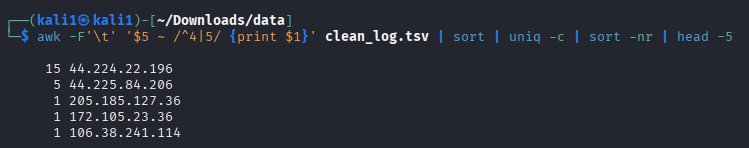 ┌──(kali㉿kali1)-[~/Downloads/data]
└─$ awk -F'\t' '$5 ~ /^4|5/ {print $1}' clean_log.tsv | sort | uniq -c | sort -nr | head -5
15 44.224.22.196
5 44.225.84.206
1 205.185.127.36
1 172.105.23.36
1 106.38.241.114